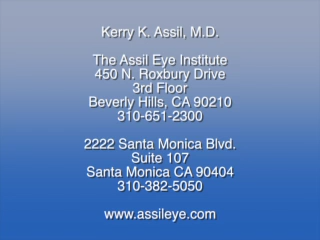 Kerry K. Assil, M.D.
The Assil Eye Institute
450 N. Roxbury Drive
3rd Floor
Beverly Hills, CA 90210
310-651-2300
2222 Santa Monica Blvd.
Suite 107
Santa Monica CA 90404
310-382-5050
www.assileye.com